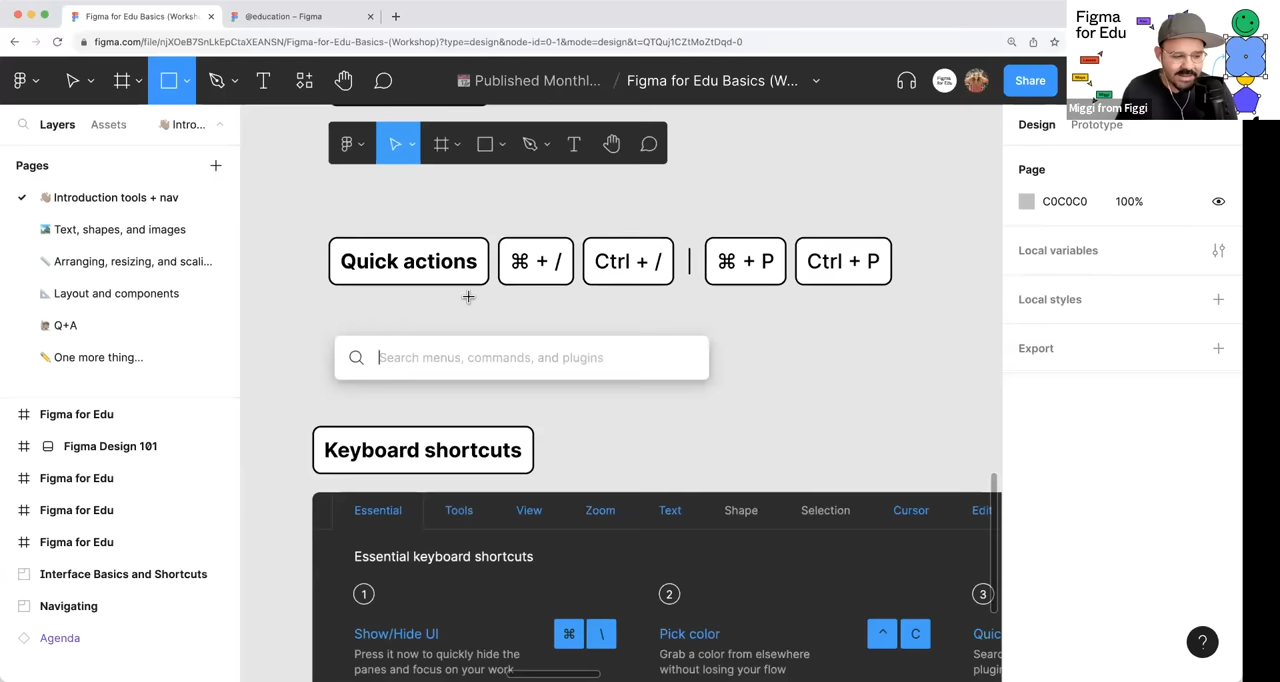 Figma for Edu Basics (Worksh
@education – Figma
figma.com/file/njXOeB7SnLkEpCtaXEANSN/Figma-for-Edu-Basics-(Workshop)?type=design&node-id=0-1&mode=design&t=QTQuj1CZtMoZtDqd-0
Figma
for Edu
Miggi from Figgi
Published Monthl... / Figma for Edu Basics (W...
Share
Layers
Assets
Intro...
Design
Prototype
Pages
Introduction tools + nav
Text, shapes, and images
Arranging, resizing, and scali...
Layout and components
Q+A
One more thing...
Figma for Edu
Figma Design 101
Figma for Edu
Figma for Edu
Figma for Edu
Interface Basics and Shortcuts
Navigating
Agenda
Quick actions ⌘ + / Ctrl + / | ⌘ + P Ctrl + P
Search menus, commands, and plugins
Keyboard shortcuts
Essential Tools View Zoom Text Shape Selection Cursor Edit
Essential keyboard shortcuts
1
Show/Hide UI
⌘ \
Press it now to quickly hide the
panes and focus on your work
2
Pick color
^ C
Grab a color from elsewhere
without losing your flow
3
Quic
Searc
plugin
Page
C0C0C0 100%
Local variables
Local styles
Export
?